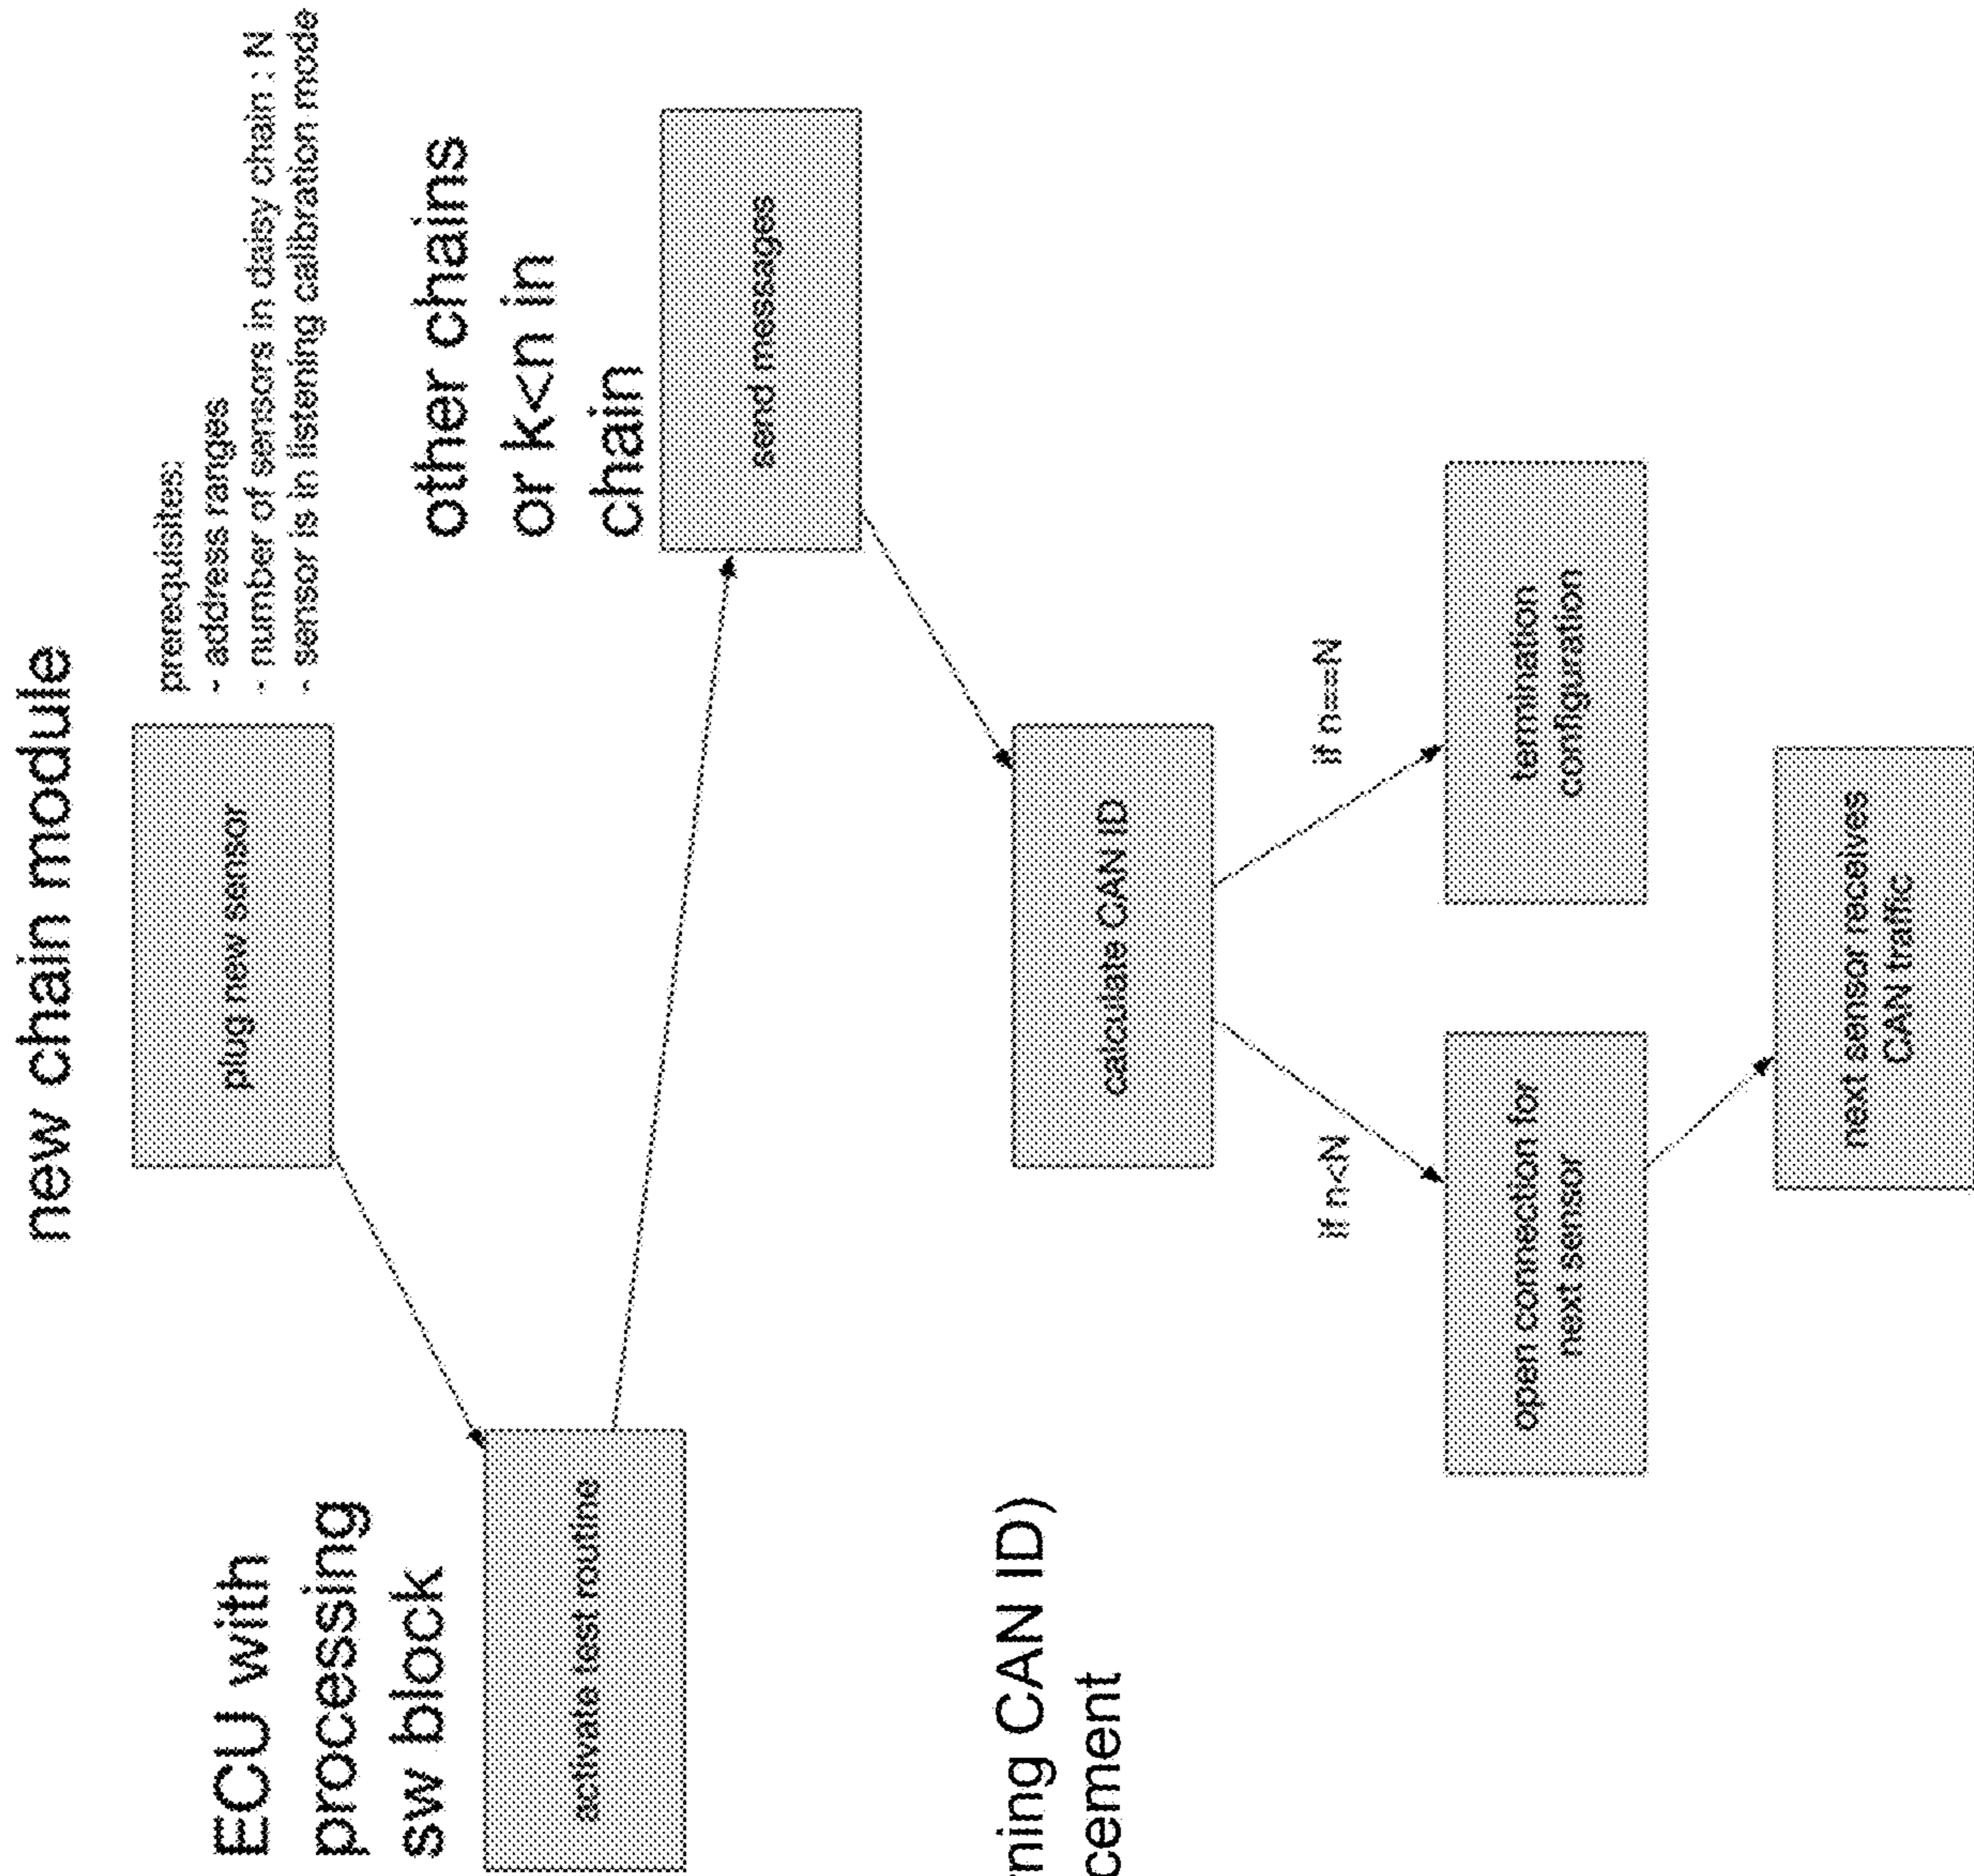 new chain module
plug new sensor
prerequisites:
- address ranges
- number of sensors in daisy chain : N
- sensor is in listening calibration mode
ECU with
processing
sw block
activate test routine
other chains
or k<n in
chain
send messages
rning CAN ID)
cement
calculate CAN ID
if n<N
if n==N
open connection for
next sensor
termination
configuration
next sensor receives
CAN traffic